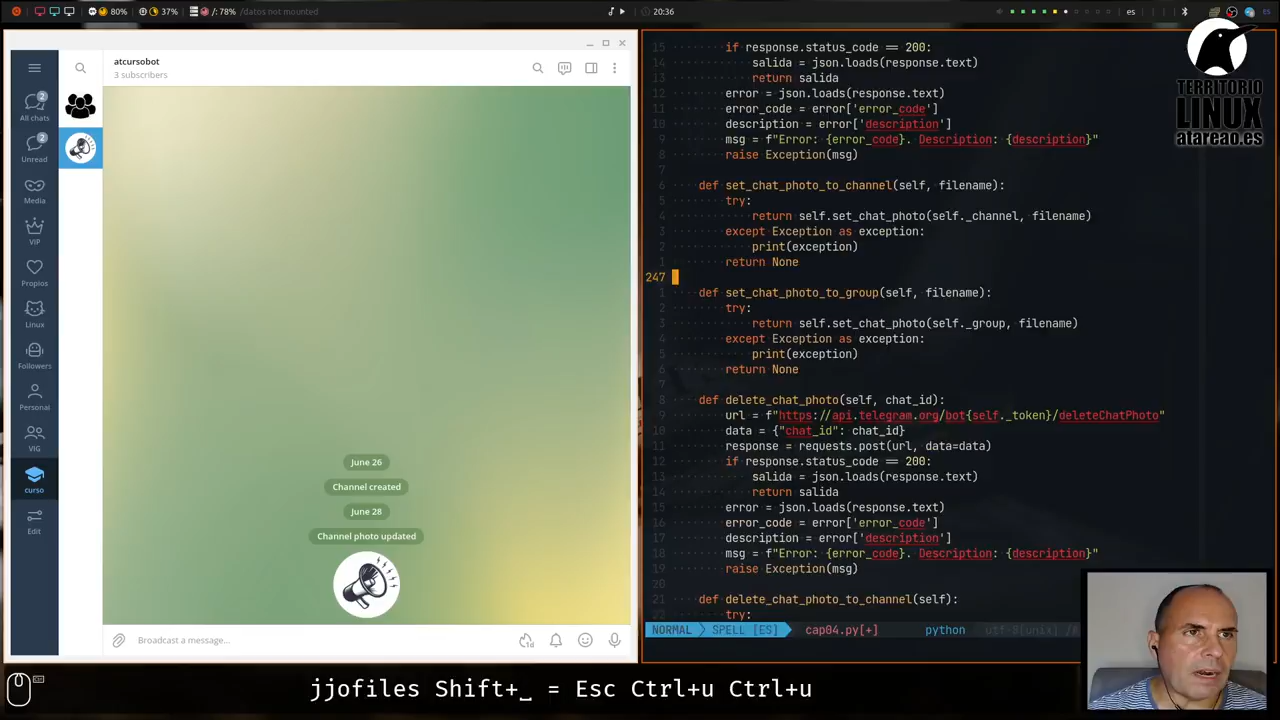 80% 37% /: 78% /datos not mounted
20:36
es
ES
atcursobot
3 subscribers
2
All chats
2
Unread
Media
VIP
Propios
Linux
Followers
Personal
VIG
curso
Edit
June 26
Channel created
June 28
Channel photo updated
Broadcast a message...
1d
15 if response.status_code == 200:
14 salida = json.loads(response.text)
13 return salida
12 error = json.loads(response.text)
11 error_code = error['error_code']
10 description = error['description']
9 msg = f"Error: {error_code}. Description: {description}"
8 raise Exception(msg)
7
6 def set_chat_photo_to_channel(self, filename):
5 try:
4 return self.set_chat_photo(self._channel, filename)
3 except Exception as exception:
2 print(exception)
1 return None
247
1 def set_chat_photo_to_group(self, filename):
2 try:
3 return self.set_chat_photo(self._group, filename)
4 except Exception as exception:
5 print(exception)
6 return None
7
8 def delete_chat_photo(self, chat_id):
9 url = f"https://api.telegram.org/bot{self._token}/deleteChatPhoto"
10 data = {"chat_id": chat_id}
11 response = requests.post(url, data=data)
12 if response.status_code == 200:
13 salida = json.loads(response.text)
14 return salida
15 error = json.loads(response.text)
16 error_code = error['error_code']
17 description = error['description']
18 msg = f"Error: {error_code}. Description: {description}"
19 raise Exception(msg)
20
21 def delete_chat_photo_to_channel(self):
22 try:
NORMAL SPELL [ES] cap04.py[+] python utf-8[unix]
TERRITORIO
LINUX
atareao.es
Ctrl
jjofiles Shift+_ = Esc Ctrl+u Ctrl+u